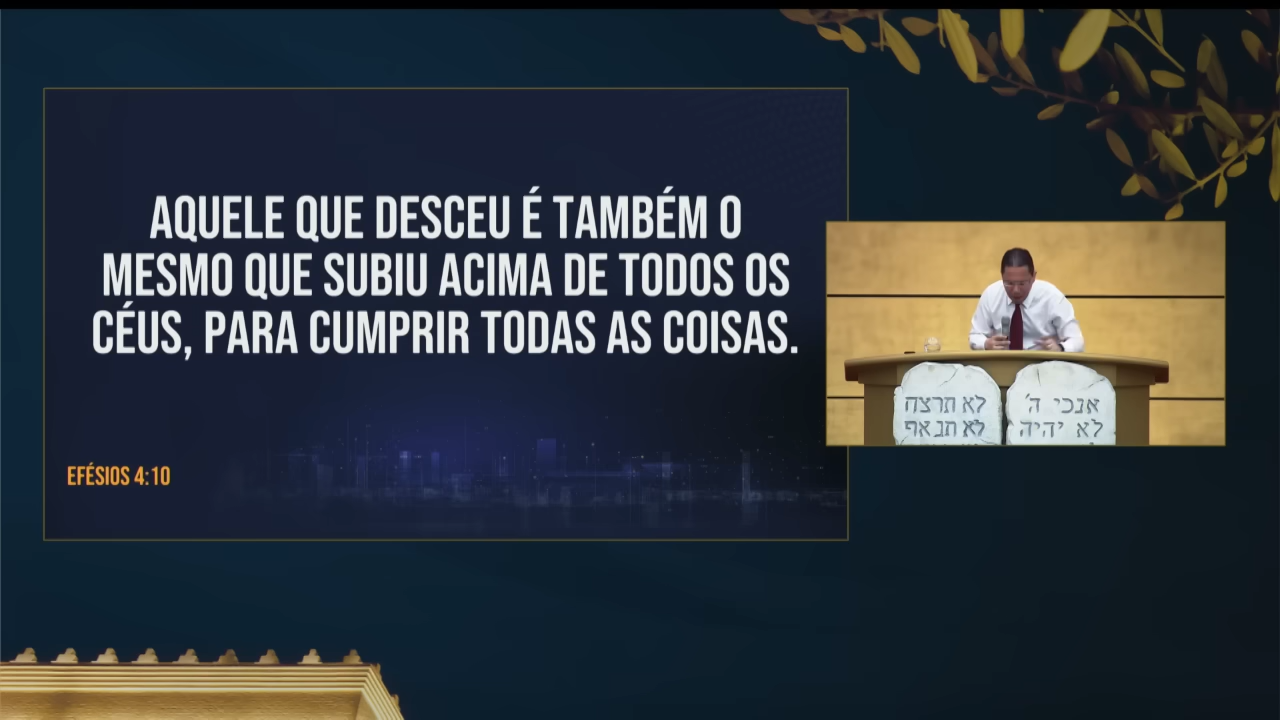 AQUELE QUE DESCEU É TAMBÉM O
MESMO QUE SUBIU ACIMA DE TODOS OS
CÉUS, PARA CUMPRIR TODAS AS COISAS.
EFÉSIOS 4:10
אנכי ה'
לא יהיה
לא תרצח
לא תנאף